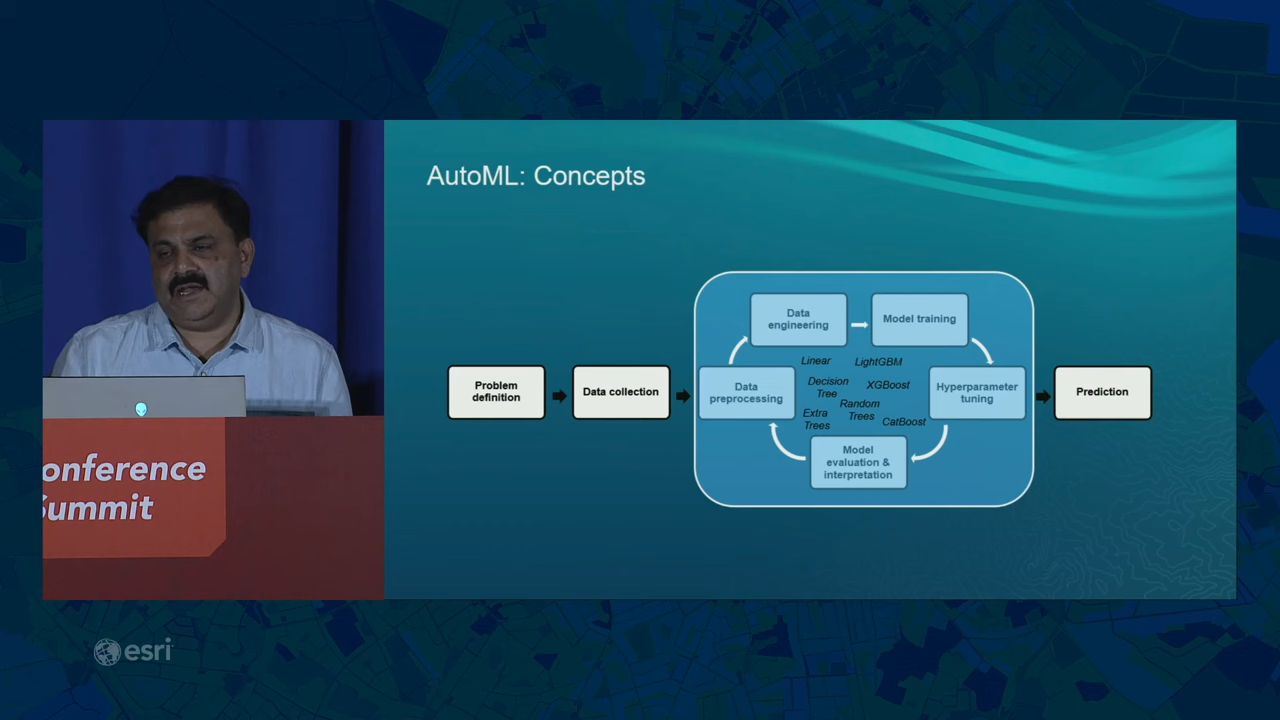 AutoML: Concepts
Data
engineering
Model training
Linear
LightGBM
Problem
definition
Data collection
Data
preprocessing
Decision
Tree
XGBoost
Random
Trees
Extra
Trees
CatBoost
Hyperparameter
tuning
Prediction
Model
evaluation &
interpretation
onference
Summit
esri